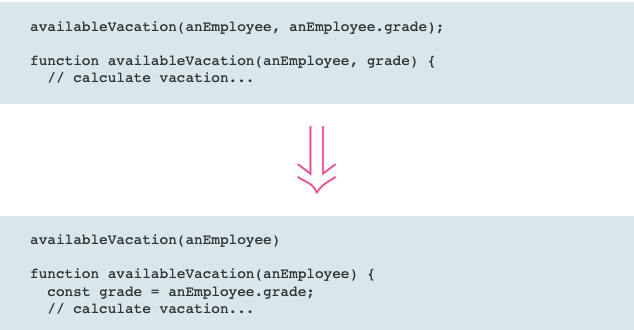 availableVacation(anEmployee, anEmployee.grade);
function availableVacation(anEmployee, grade) {
// calculate vacation...
availableVacation(anEmployee)
function availableVacation(anEmployee) {
const grade = anEmployee.grade;
// calculate vacation...